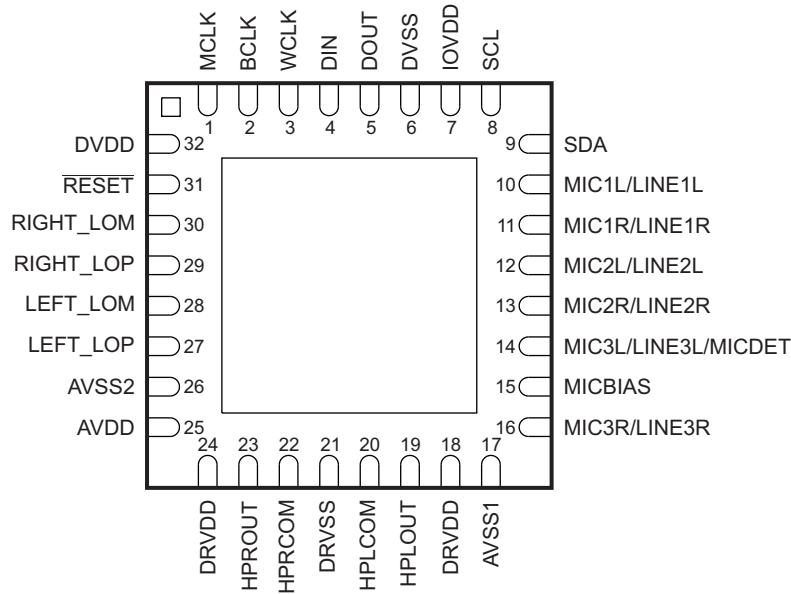 MCLK
BCLK
WCLK
DIN
DOUT
DVSS
IOVDD
SCL
1
2
3
4
5
6
7
8
DVDD 32
RESET 31
RIGHT_LOM 30
RIGHT_LOP 29
LEFT_LOM 28
LEFT_LOP 27
AVSS2 26
AVDD 25
9 SDA
10 MIC1L/LINE1L
11 MIC1R/LINE1R
12 MIC2L/LINE2L
13 MIC2R/LINE2R
14 MIC3L/LINE3L/MICDET
15 MICBIAS
16 MIC3R/LINE3R
24
23
22
21
20
19
18
17
DRVDD
HPROUT
HPRCOM
DRVSS
HPLCOM
HPLOUT
DRVDD
AVSS1